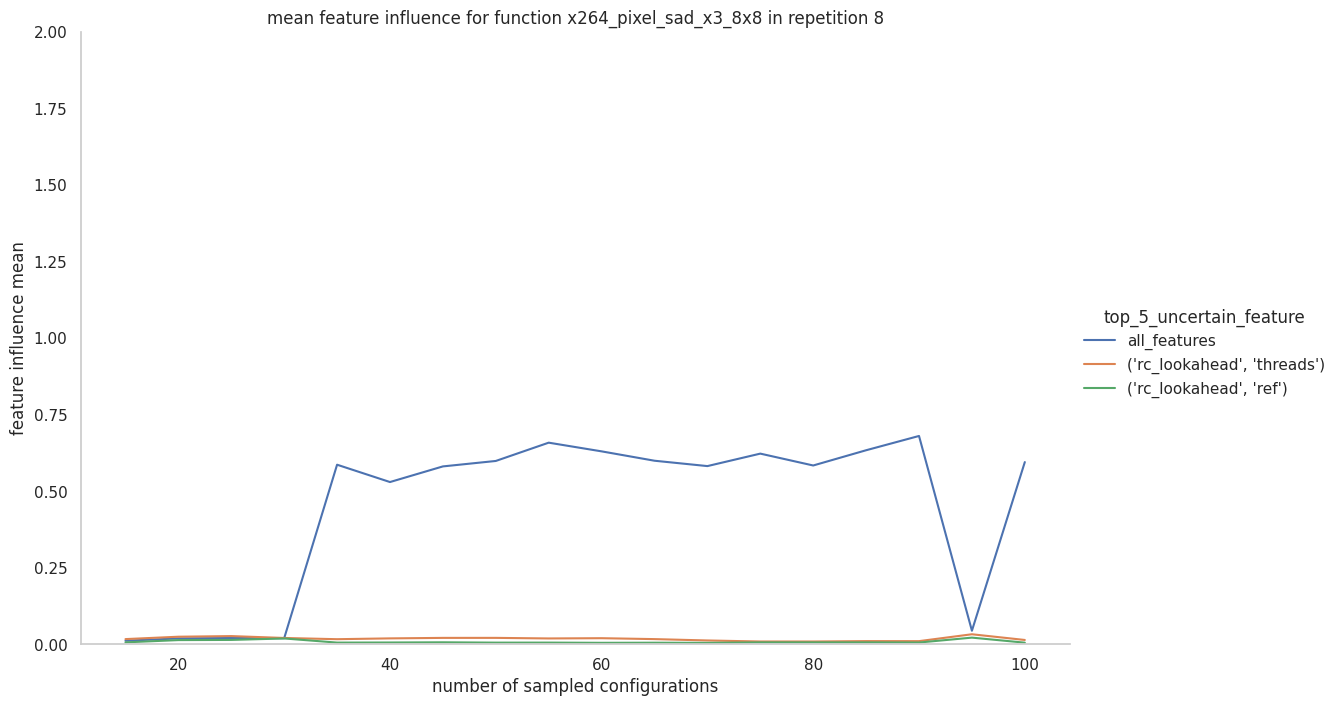 mean feature influence for function x264_pixel_sad_x3_8x8 in repetition 8
2.00
1.75
1.50
1.25
1.00
0.75
0.50
0.25
0.00
feature influence mean
20
40
60
80
100
number of sampled configurations
top_5_uncertain_feature
all_features
('rc_lookahead', 'threads')
('rc_lookahead', 'ref')